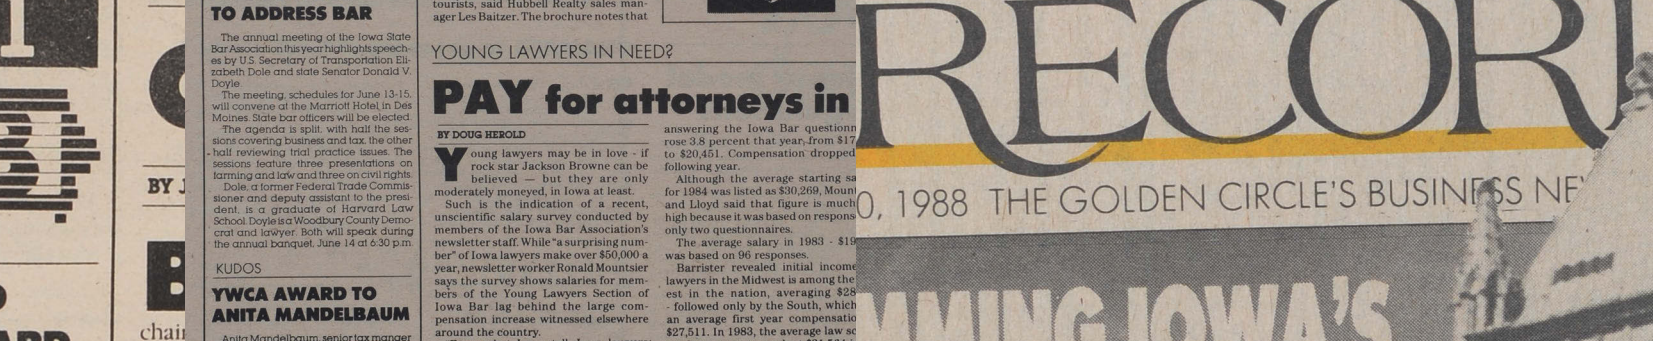 BY J
B
chair
TO ADDRESS BAR
The annual meeting of the Iowa State
Bar Association this year highlights speech-
es by U.S. Secretary of Transportation Eli-
zabeth Dole and state Senator Donald V.
Doyle.
The meeting, schedules for June 13-15,
will convene at the Marriott Hotel in Des
Moines. State bar officers will be elected.
The agenda is split, with half the ses-
sions covering business and tax, the other
half reviewing trial practice issues. The
sessions feature three presentations on
farming and law and three on civil rights.
Dole, a former Federal Trade Commis-
sioner and deputy assistant to the presi-
dent, is a graduate of Harvard Law
School. Doyle is a Woodbury County Demo-
crat and lawyer. Both will speak during
the annual banquet, June 14 at 6:30 p.m.
KUDOS
YWCA AWARD TO
ANITA MANDELBAUM
Anita Mandelbaum, senior tax manager
tourists, said Hubbell Realty sales man-
ager Les Baitzer. The brochure notes that
YOUNG LAWYERS IN NEED?
PAY for attorneys in
BY DOUG HEROLD
Young lawyers may be in love - if
rock star Jackson Browne can be
believed — but they are only
moderately moneyed, in Iowa at least.
Such is the indication of a recent,
unscientific salary survey conducted by
members of the Iowa Bar Association's
newsletter staff. While "a surprising num-
ber" of Iowa lawyers make over $50,000 a
year, newsletter worker Ronald Mountsier
says the survey shows salaries for mem-
bers of the Young Lawyers Section of
Iowa Bar lag behind the large com-
pensation increase witnessed elsewhere
around the country.
answering the Iowa Bar questionn
rose 3.8 percent that year, from $17
to $20,451. Compensation dropped
following year.
Although the average starting sa
for 1984 was listed as $30,269, Moun
and Lloyd said that figure is much
high because it was based on respons
only two questionnaires.
The average salary in 1983 - $19
was based on 96 responses.
Barrister revealed initial income
lawyers in the Midwest is among the
est in the nation, averaging $28
- followed only by the South, which
an average first year compensatio
$27,511. In 1983, the average law sc
RECOR
0, 1988 THE GOLDEN CIRCLE'S BUSINESS NE
MMING IOWA'S